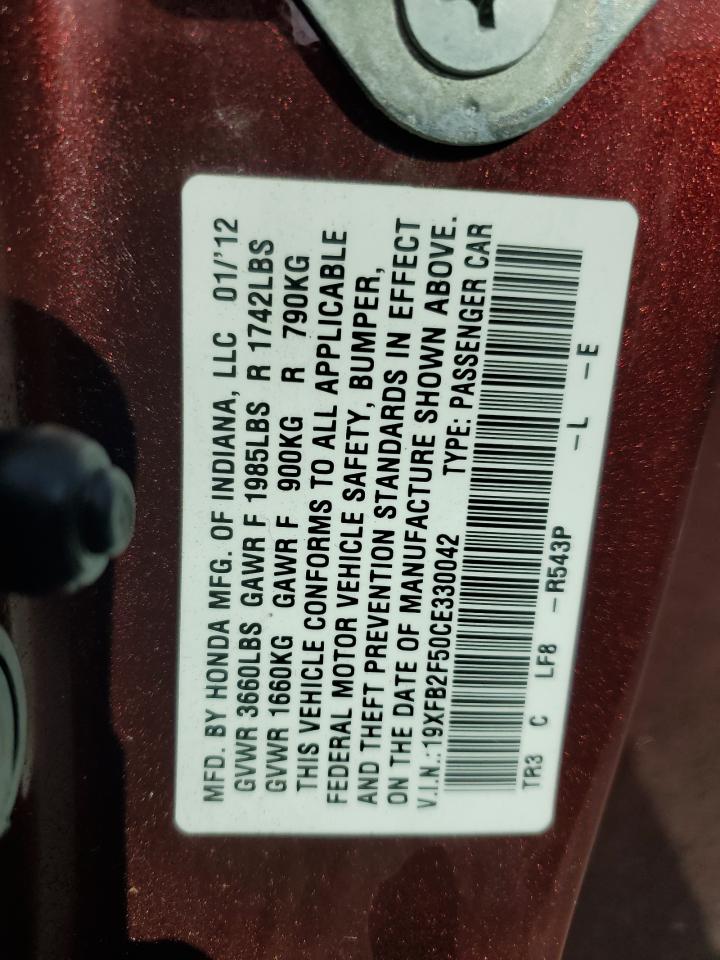 MFD. BY HONDA MFG. OF INDIANA, LLC 01/'12
GVWR 3660LBS GAWR F 1985LBS R 1742LBS
GVWR 1660KG GAWR F 900KG R 790KG
THIS VEHICLE CONFORMS TO ALL APPLICABLE
FEDERAL MOTOR VEHICLE SAFETY, BUMPER,
AND THEFT PREVENTION STANDARDS IN EFFECT
ON THE DATE OF MANUFACTURE SHOWN ABOVE.
V.I.N.: 19XFB2F50CE330042 TYPE: PASSENGER CAR
TR3 C LF8 -R543P -L -E